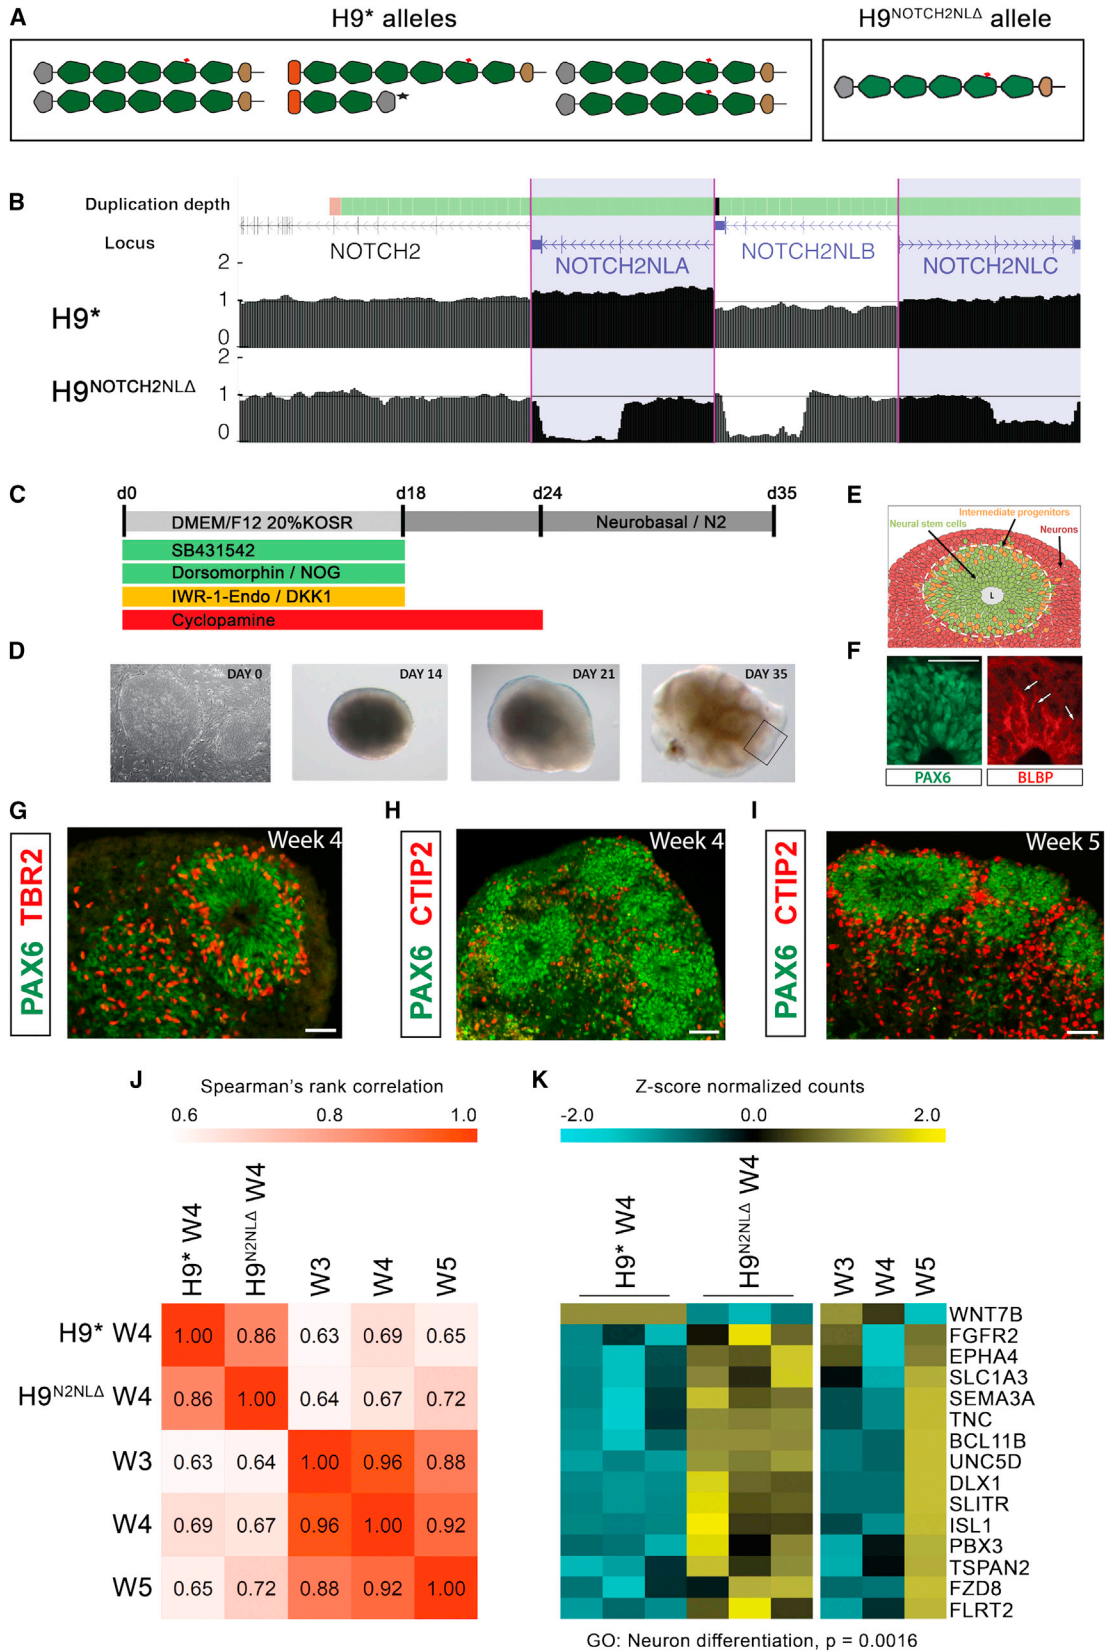 A
H9* alleles
H9NOTCH2NLΔ allele
B
Duplication depth
Locus
NOTCH2
NOTCH2NLA
NOTCH2NLB
NOTCH2NLC
H9*
2
1
0
H9NOTCH2NLΔ
2
1
0
C
d0
d18
d24
d35
DMEM/F12 20%KOSR
Neurobasal / N2
SB431542
Dorsomorphin / NOG
IWR-1-Endo / DKK1
Cyclopamine
D
DAY 0
DAY 14
DAY 21
DAY 35
E
Intermediate progenitors
Neural stem cells
Neurons
L
F
PAX6
BLBP
G
PAX6 TBR2
Week 4
H
PAX6 CTIP2
Week 4
I
PAX6 CTIP2
Week 5
J
Spearman's rank correlation
0.6 0.8 1.0
H9* W4
H9N2NLΔ W4
W3
W4
W5
H9* W4 1.00 0.86 0.63 0.69 0.65
H9N2NLΔ W4 0.86 1.00 0.64 0.67 0.72
W3 0.63 0.64 1.00 0.96 0.88
W4 0.69 0.67 0.96 1.00 0.92
W5 0.65 0.72 0.88 0.92 1.00
K
Z-score normalized counts
-2.0 0.0 2.0
H9* W4
H9N2NLΔ W4
W3
W4
W5
WNT7B
FGFR2
EPHA4
SLC1A3
SEMA3A
TNC
BCL11B
UNC5D
DLX1
SLITR
ISL1
PBX3
TSPAN2
FZD8
FLRT2
GO: Neuron differentiation, p = 0.0016